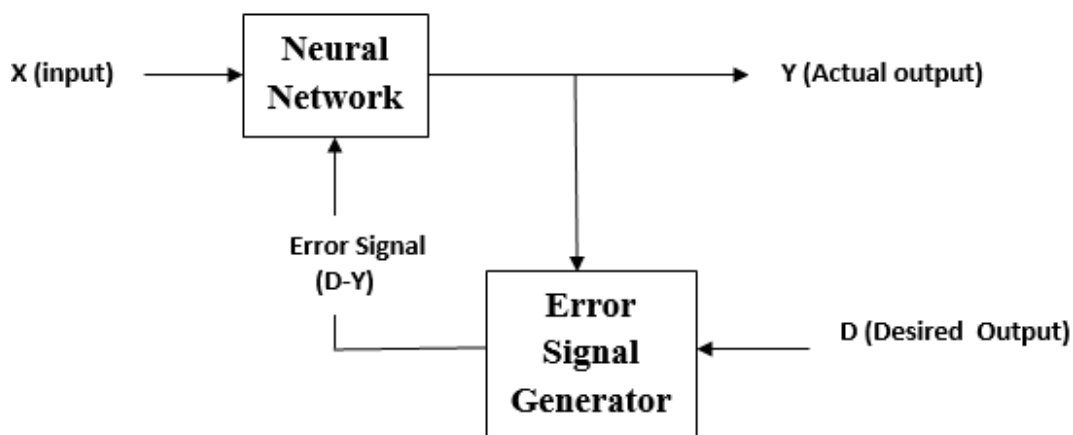 Neural
Network
X (input)
Y (Actual output)
Error Signal
(D-Y)
Error
Signal
Generator
D (Desired Output)